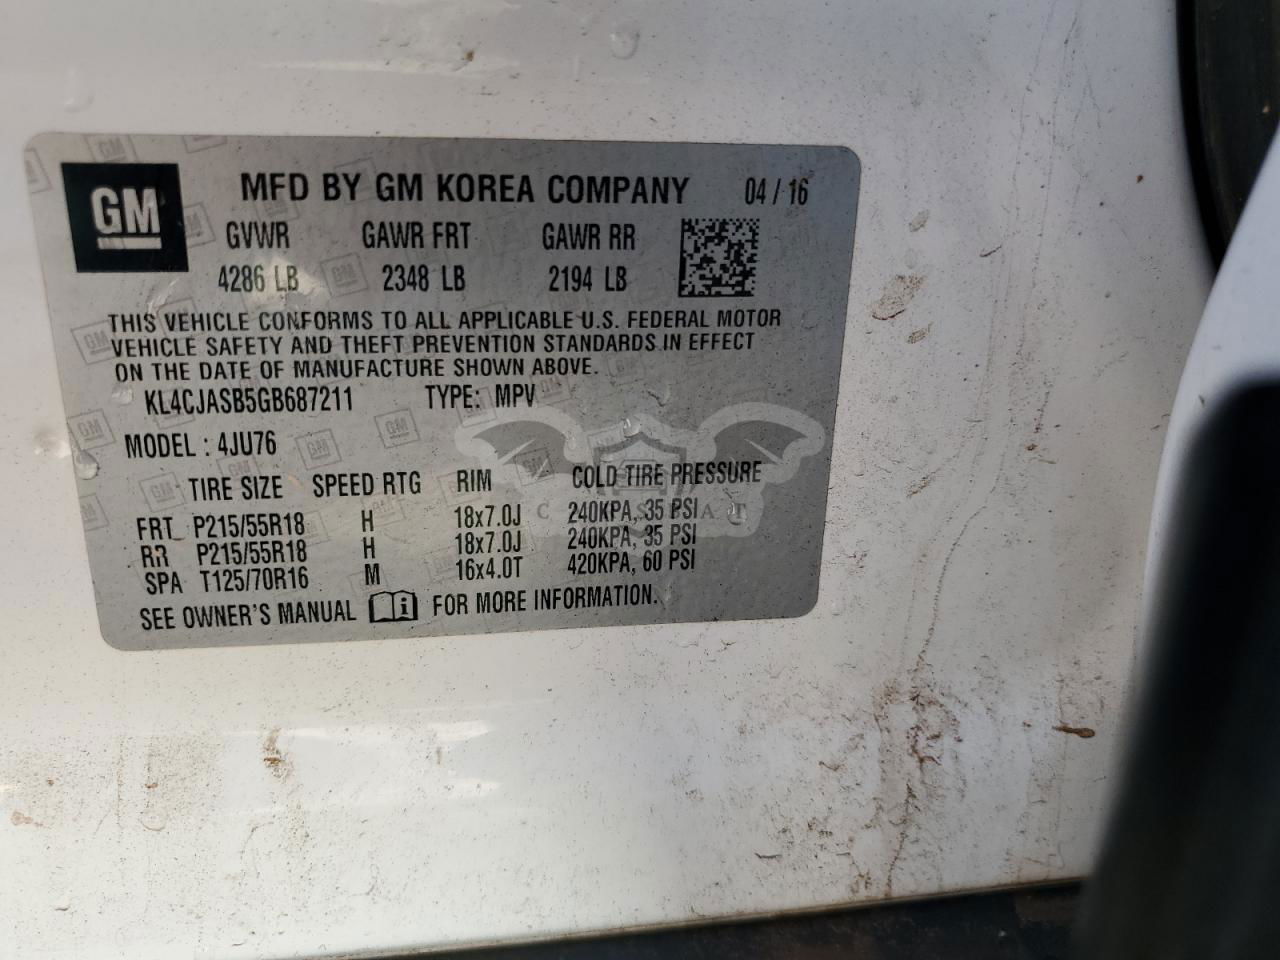 GM
MFD BY GM KOREA COMPANY 04 / 16
GVWR GAWR FRT GAWR RR
4286 LB 2348 LB 2194 LB
THIS VEHICLE CONFORMS TO ALL APPLICABLE U.S. FEDERAL MOTOR
VEHICLE SAFETY AND THEFT PREVENTION STANDARDS IN EFFECT
ON THE DATE OF MANUFACTURE SHOWN ABOVE.
KL4CJASB5GB687211 TYPE: MPV
MODEL : 4JU76
TIRE SIZE SPEED RTG RIM COLD TIRE PRESSURE
FRT P215/55R18 H 18x7.0J 240KPA, 35 PSI
RR P215/55R18 H 18x7.0J 240KPA, 35 PSI
SPA T125/70R16 M 16x4.0T 420KPA, 60 PSI
SEE OWNER'S MANUAL FOR MORE INFORMATION.